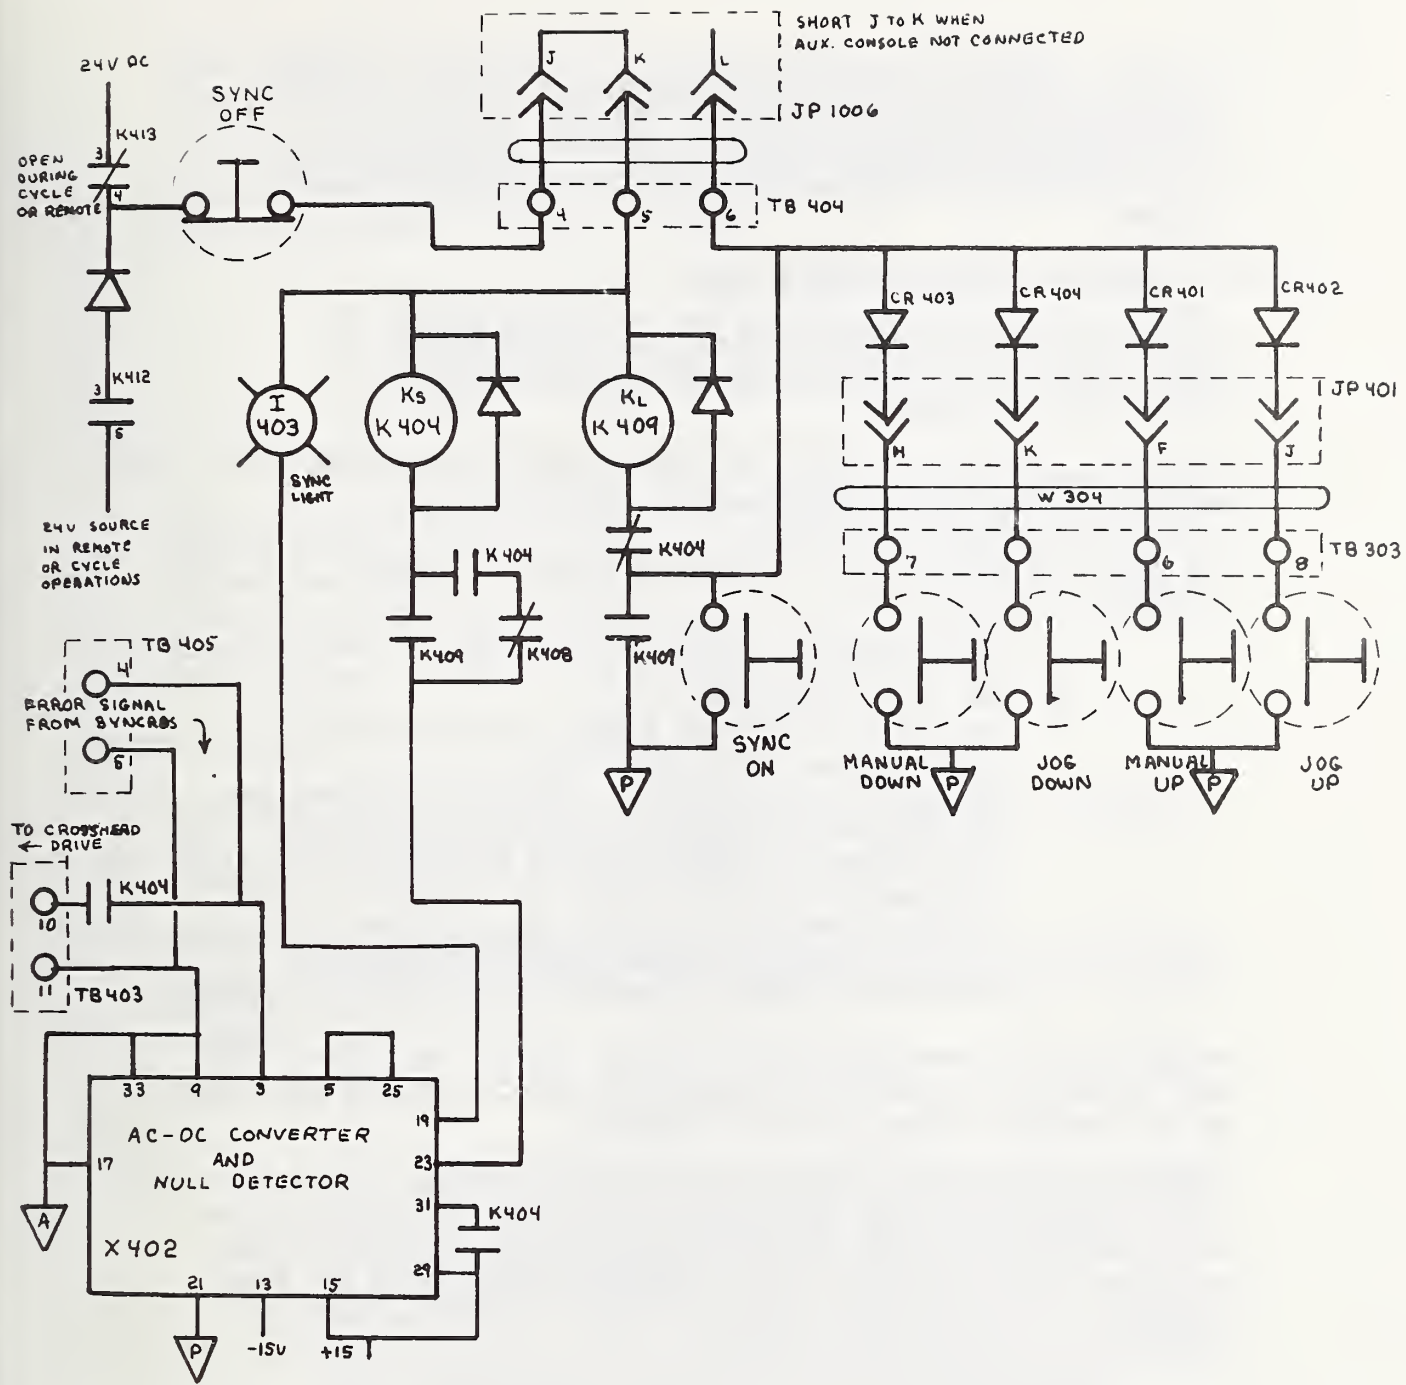 SHORT J TO K WHEN
AUX. CONSOLE NOT CONNECTED
J
K
L
JP 1006
24V DC
SYNC
OFF
K413
3
4
OPEN
DURING
CYCLE
OR REMOTE
4
5
6
TB 404
K412
3
5
24V SOURCE
IN REMOTE
OR CYCLE
OPERATIONS
CR 403
CR 404
CR 401
CR 402
JP 401
H
K
F
J
W 304
TB 303
7
6
8
I
403
SYNC
LIGHT
KS
K 404
KL
K 409
K 404
K404
K409
K408
K409
SYNC
ON
P
MANUAL
DOWN
P
JOG
DOWN
MANUAL
UP
P
JOG
UP
TB 405
4
ERROR SIGNAL
FROM SYNCROS
5
TO CROSSHEAD
← DRIVE
K404
10
11
TB403
33
9
3
5
25
19
AC-DC CONVERTER
AND
NULL DETECTOR
17
23
31
K404
A
X402
29
21
13
15
P
-15V
+15